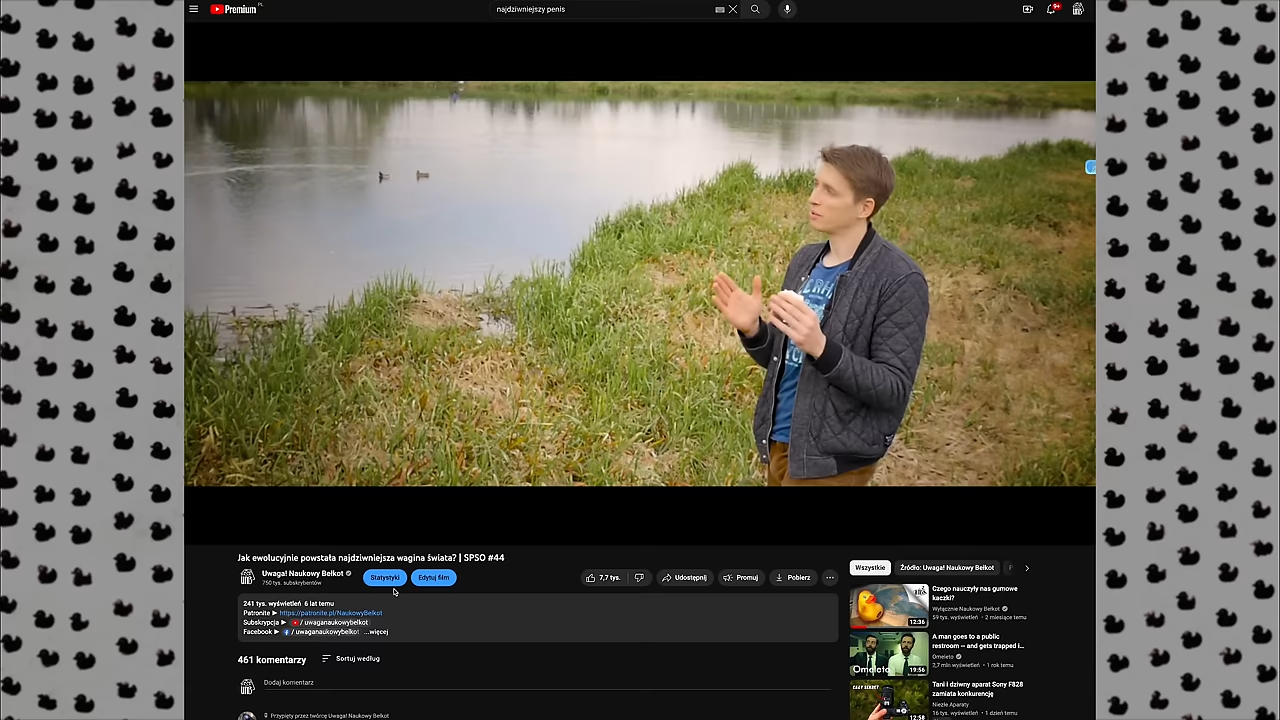 Premium PL
najdziwniejszy penis
9+
Jak ewolucyjnie powstała najdziwniejsza wagina świata? | SPSO #44
Uwaga! Naukowy Bełkot
750 tys. subskrybentów
Statystyki
Edytuj film
7,7 tys.
Udostępnij
Promuj
Pobierz
241 tys. wyświetleń 6 lat temu
Patronite ► https://patronite.pl/NaukowyBelkot
Subskrypcja ► / uwaganaukowybelkot
Facebook ► / uwaganaukowybelkot ...więcej
461 komentarzy
Sortuj według
Dodaj komentarz
Przypięty przez twórcę Uwaga! Naukowy Bełkot
Wszystkie
Źródło: Uwaga! Naukowy Bełkot
Czego nauczyły nas gumowe
kaczki?
Wyłącznie Naukowy Bełkot
59 tys. wyświetleń • 2 miesiące temu
12:36
A man goes to a public
restroom – and gets trapped i...
Omeleto
2,7 mln wyświetleń • 1 rok temu
Omeleto
19:56
Tani i dziwny aparat Sony F828
zamiata konkurencję
Niezłe Aparaty
16 tys. wyświetleń • 1 dzień temu
12:58